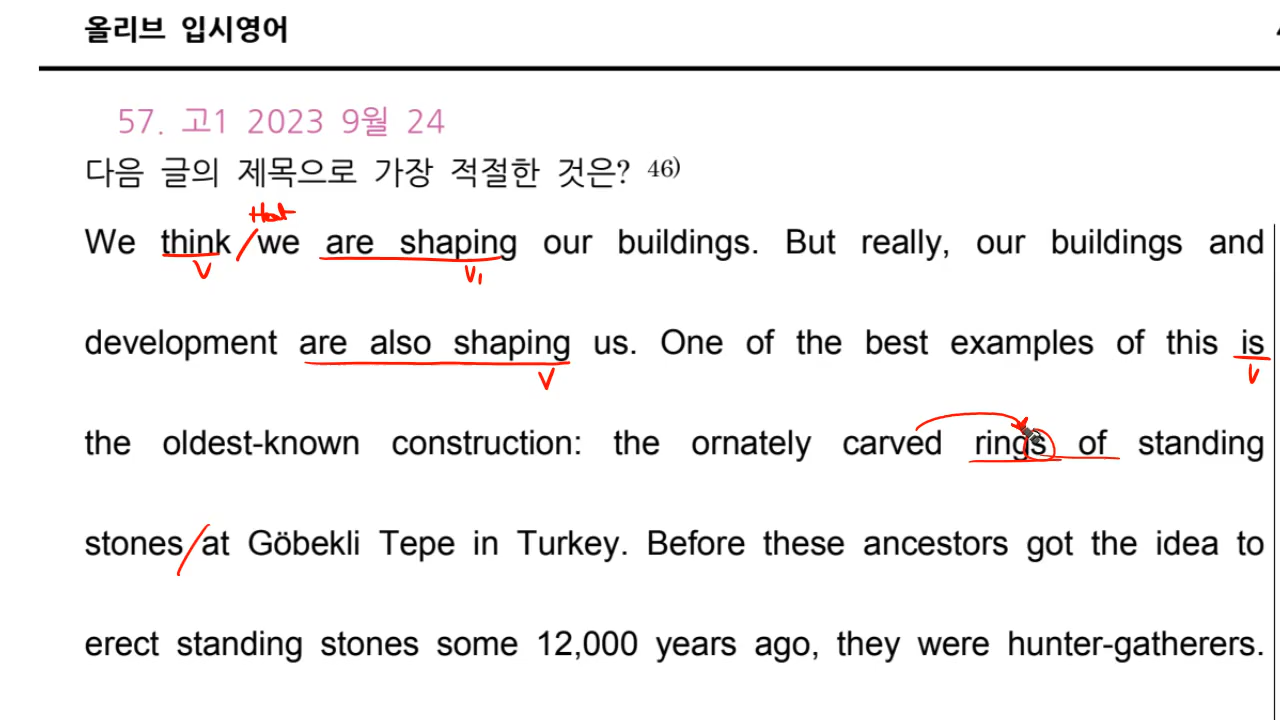 올리브 입시영어
57. 고1 2023 9월 24
다음 글의 제목으로 가장 적절한 것은? 46)
that
We think we are shaping our buildings. But really, our buildings and
V V1
development are also shaping us. One of the best examples of this is
V V
the oldest-known construction: the ornately carved rings of standing
stones at Göbekli Tepe in Turkey. Before these ancestors got the idea to
erect standing stones some 12,000 years ago, they were hunter-gatherers.